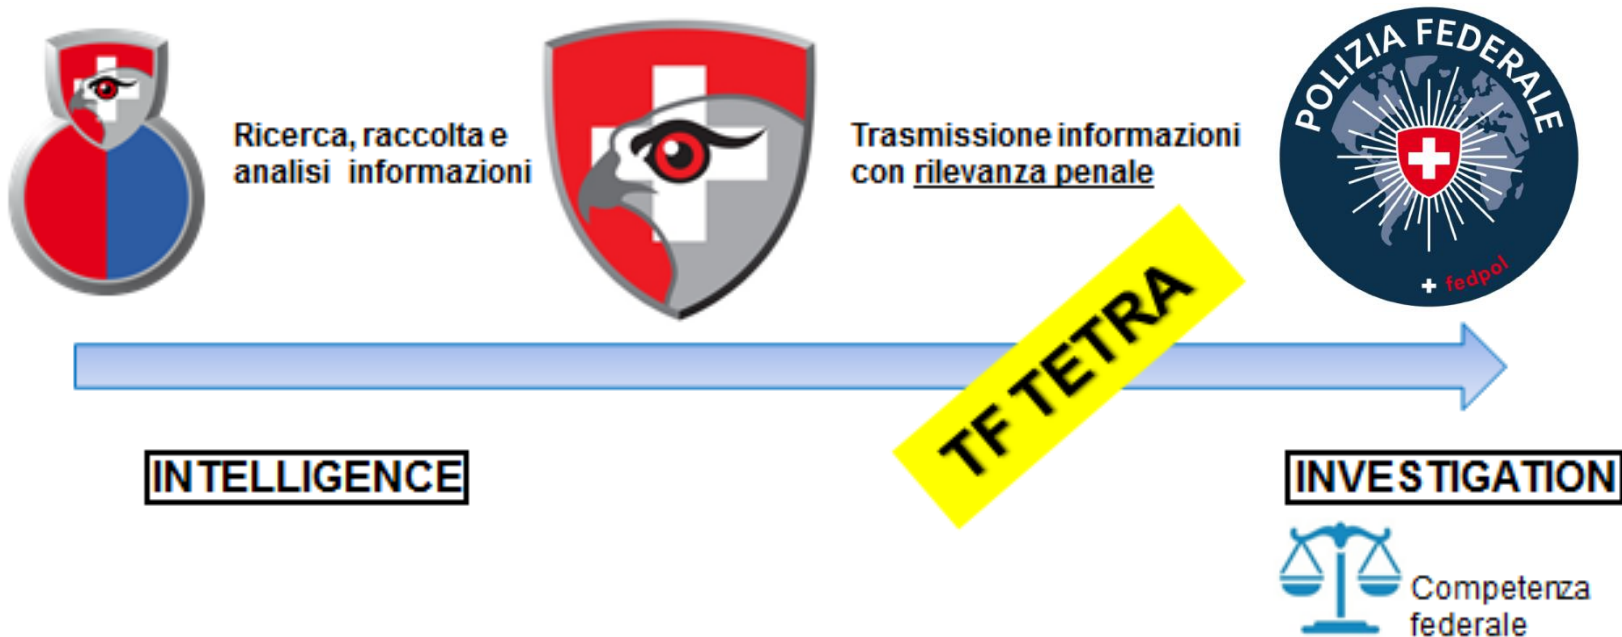 Ricerca, raccolta e
analisi informazioni
Trasmissione informazioni
con rilevanza penale
POLIZIA FEDERALE
fedpol
TF TETRA
INTELLIGENCE
INVESTIGATION
Competenza
federale